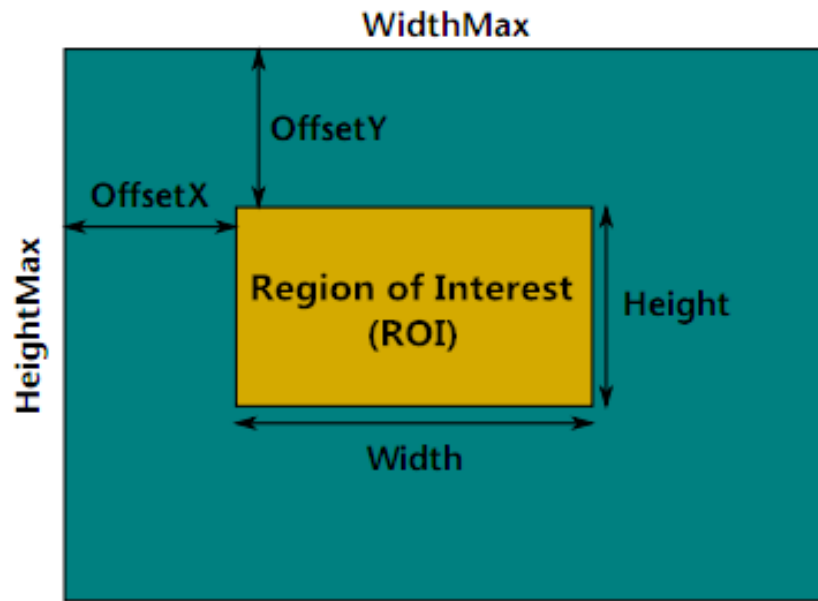 WidthMax
OffsetY
OffsetX
HeightMax
Region of Interest
(ROI)
Height
Width